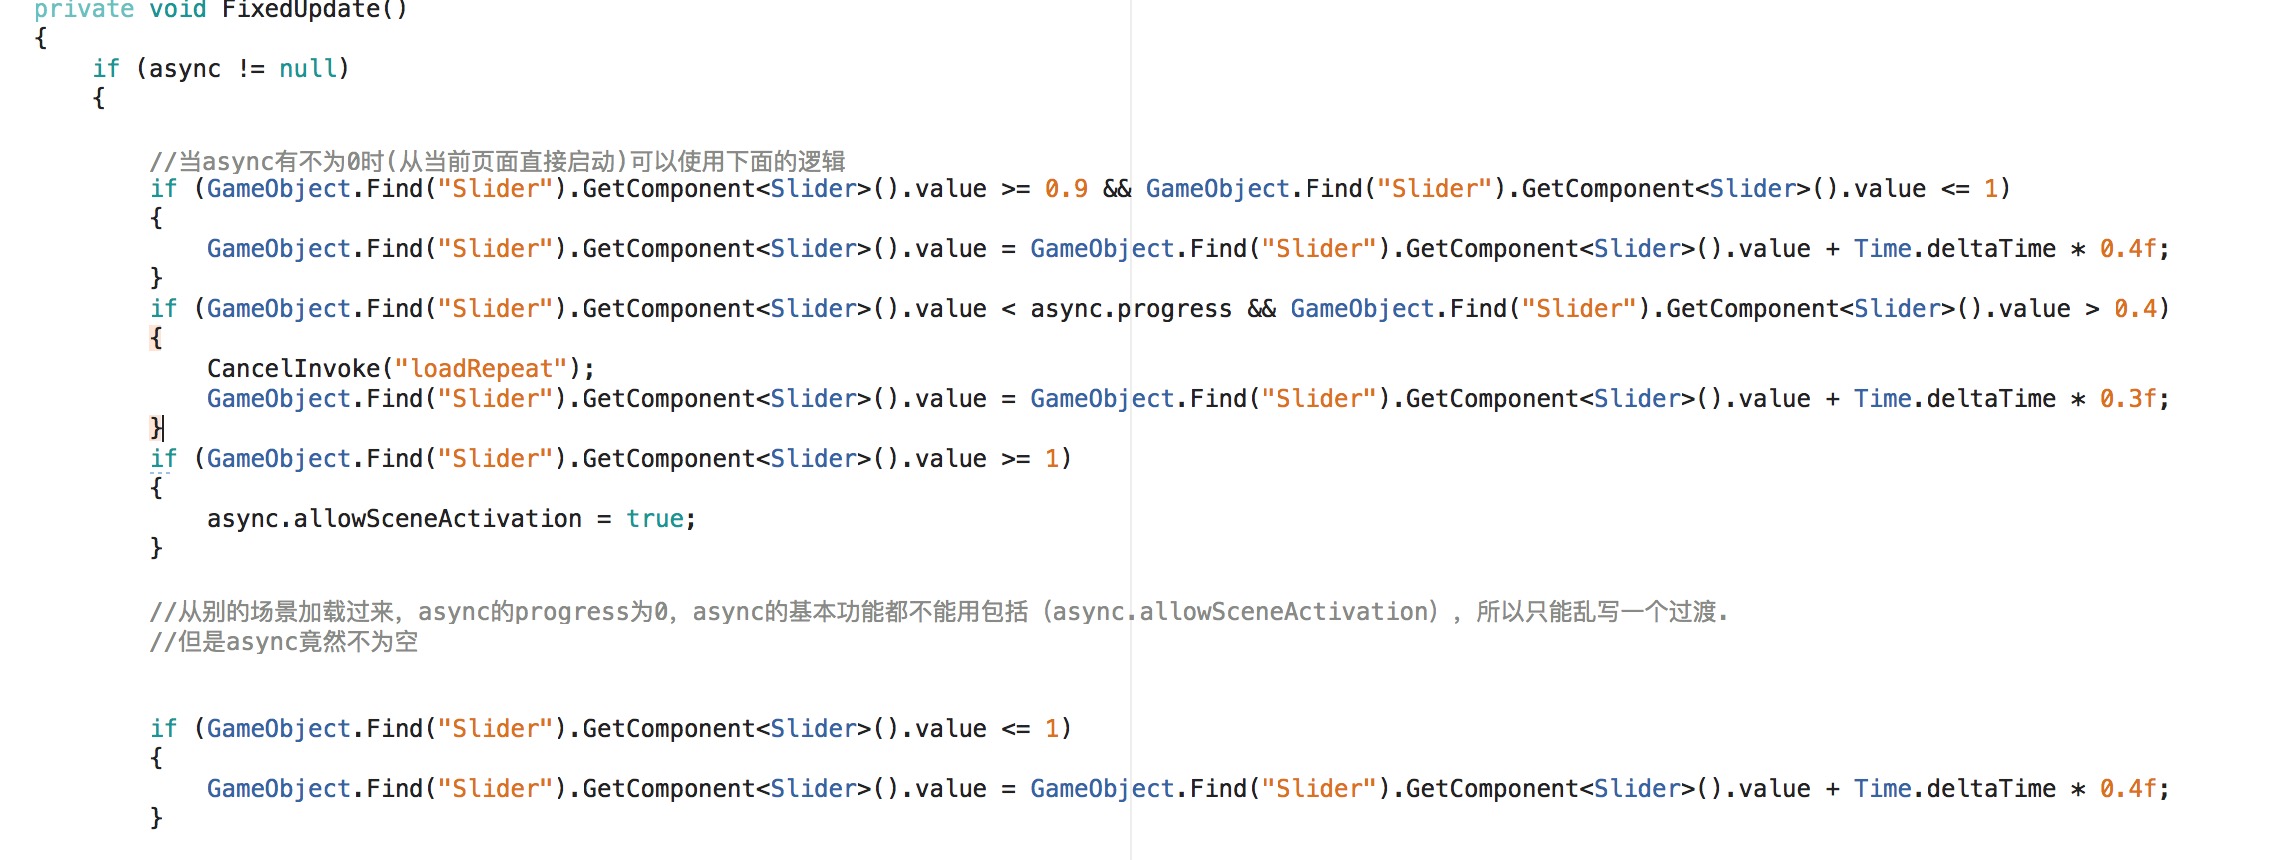 private void FixedUpdate()
{
if (async != null)
{
//当async有不为0时(从当前页面直接启动)可以使用下面的逻辑
if (GameObject.Find("Slider").GetComponent<Slider>().value >= 0.9 && GameObject.Find("Slider").GetComponent<Slider>().value <= 1)
{
GameObject.Find("Slider").GetComponent<Slider>().value = GameObject.Find("Slider").GetComponent<Slider>().value + Time.deltaTime * 0.4f;
}
if (GameObject.Find("Slider").GetComponent<Slider>().value < async.progress && GameObject.Find("Slider").GetComponent<Slider>().value > 0.4)
{
CancelInvoke("loadRepeat");
GameObject.Find("Slider").GetComponent<Slider>().value = GameObject.Find("Slider").GetComponent<Slider>().value + Time.deltaTime * 0.3f;
}
if (GameObject.Find("Slider").GetComponent<Slider>().value >= 1)
{
async.allowSceneActivation = true;
}
//从别的场景加载过来，async的progress为0，async的基本功能都不能用包括（async.allowSceneActivation），所以只能乱写一个过渡.
//但是async竟然不为空
if (GameObject.Find("Slider").GetComponent<Slider>().value <= 1)
{
GameObject.Find("Slider").GetComponent<Slider>().value = GameObject.Find("Slider").GetComponent<Slider>().value + Time.deltaTime * 0.4f;
}